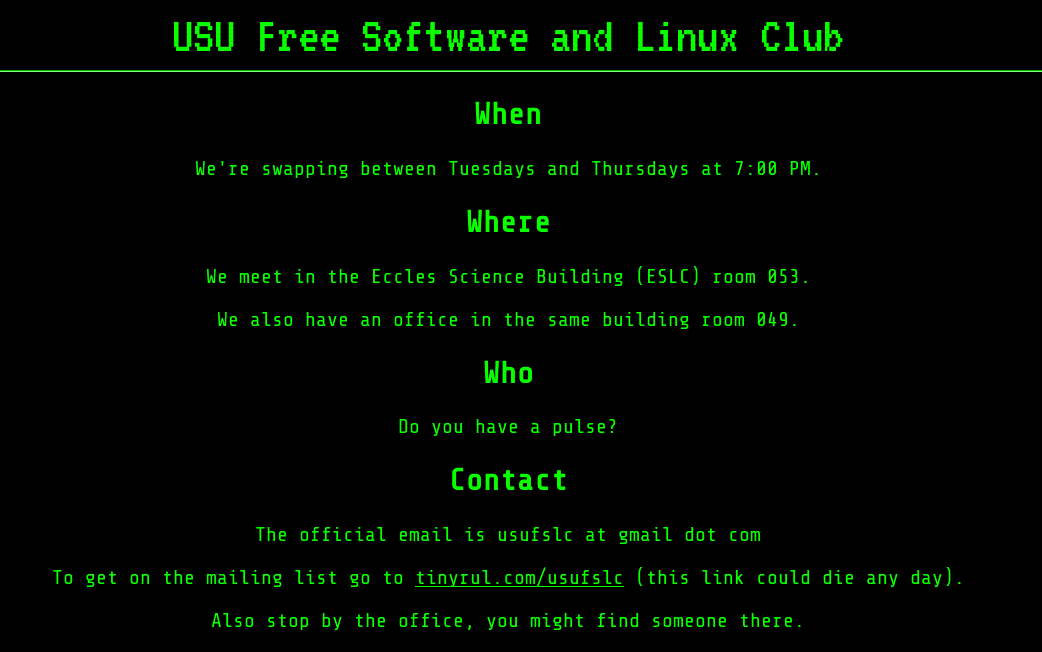 USU Free Software and Linux Club
When
We're swapping between Tuesdays and Thursdays at 7:00 PM.
Where
We meet in the Eccles Science Building (ESLC) room 053.
We also have an office in the same building room 049.
Who
Do you have a pulse?
Contact
The official email is usufslc at gmail dot com
To get on the mailing list go to tinyrul.com/usufslc (this link could die any day).
Also stop by the office, you might find someone there.